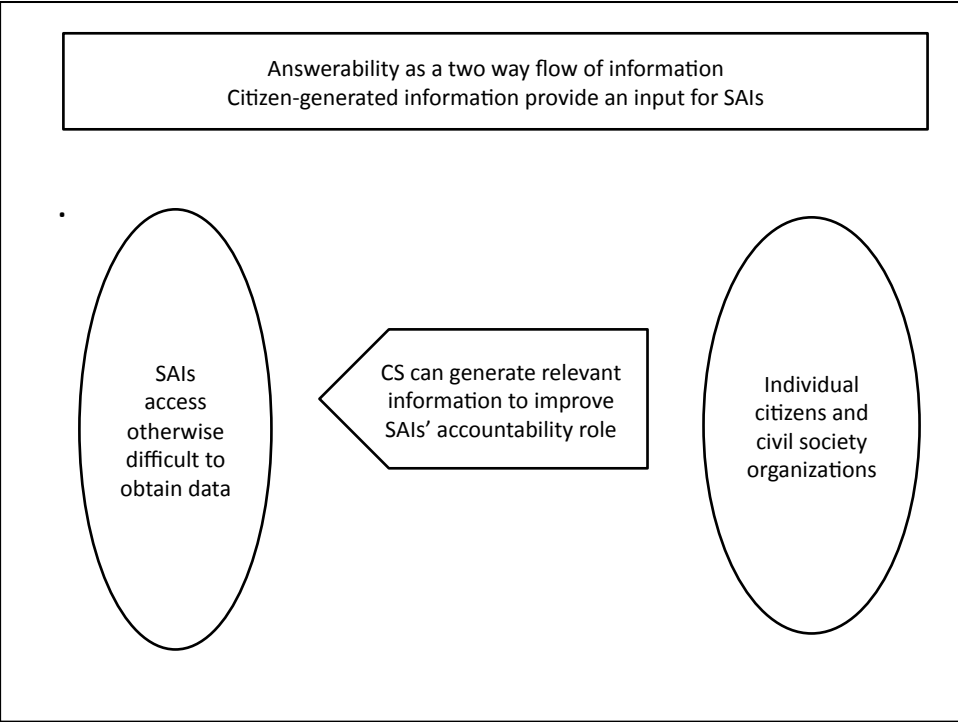 Answerability as a two way flow of information
Citizen-generated information provide an input for SAIs
.
SAIs
access
otherwise
difficult to
obtain data
CS can generate relevant
information to improve
SAIs’ accountability role
Individual
citizens and
civil society
organizations